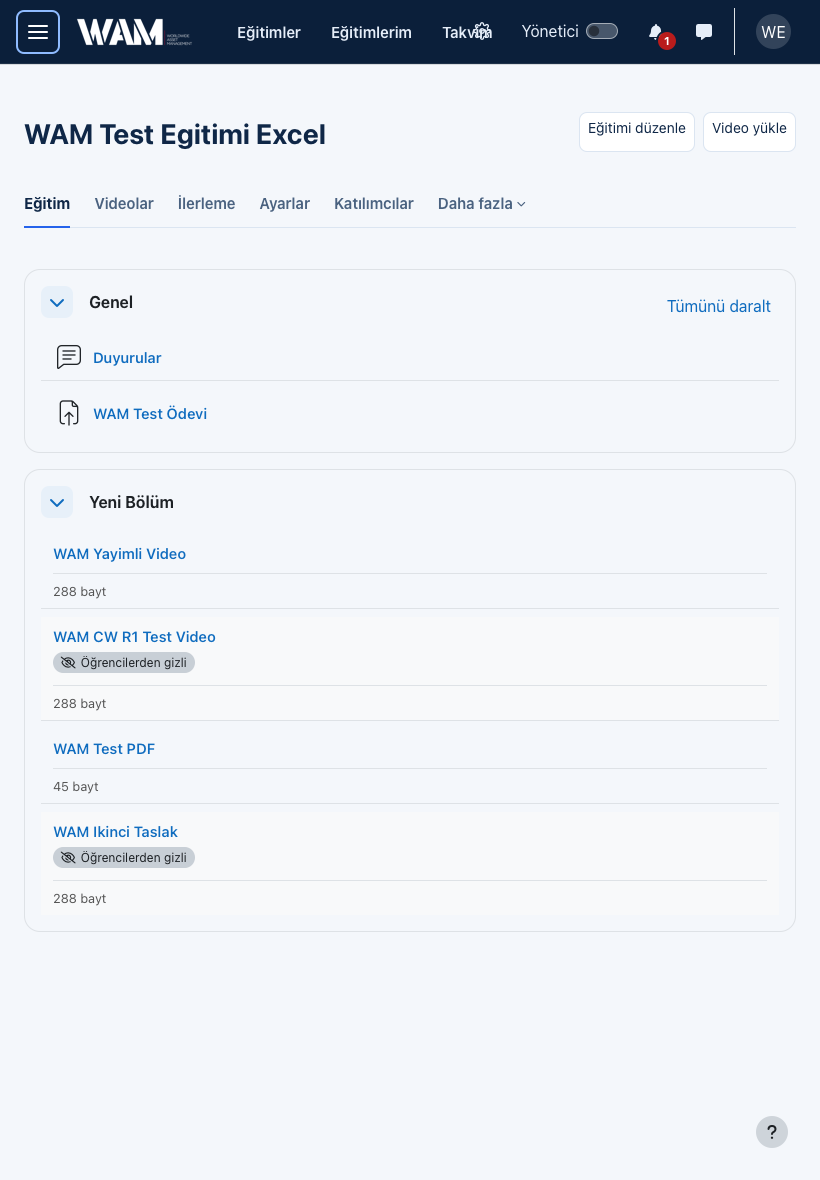 WAM
Eğitimler
Eğitimlerim
Takvim
Yönetici
1
WE
WAM Test Egitimi Excel
Eğitimi düzenle
Video yükle
Eğitim
Videolar
İlerleme
Ayarlar
Katılımcılar
Daha fazla
Genel
Tümünü daralt
Duyurular
WAM Test Ödevi
Yeni Bölüm
WAM Yayimli Video
288 bayt
WAM CW R1 Test Video
Öğrencilerden gizli
288 bayt
WAM Test PDF
45 bayt
WAM Ikinci Taslak
Öğrencilerden gizli
288 bayt
?